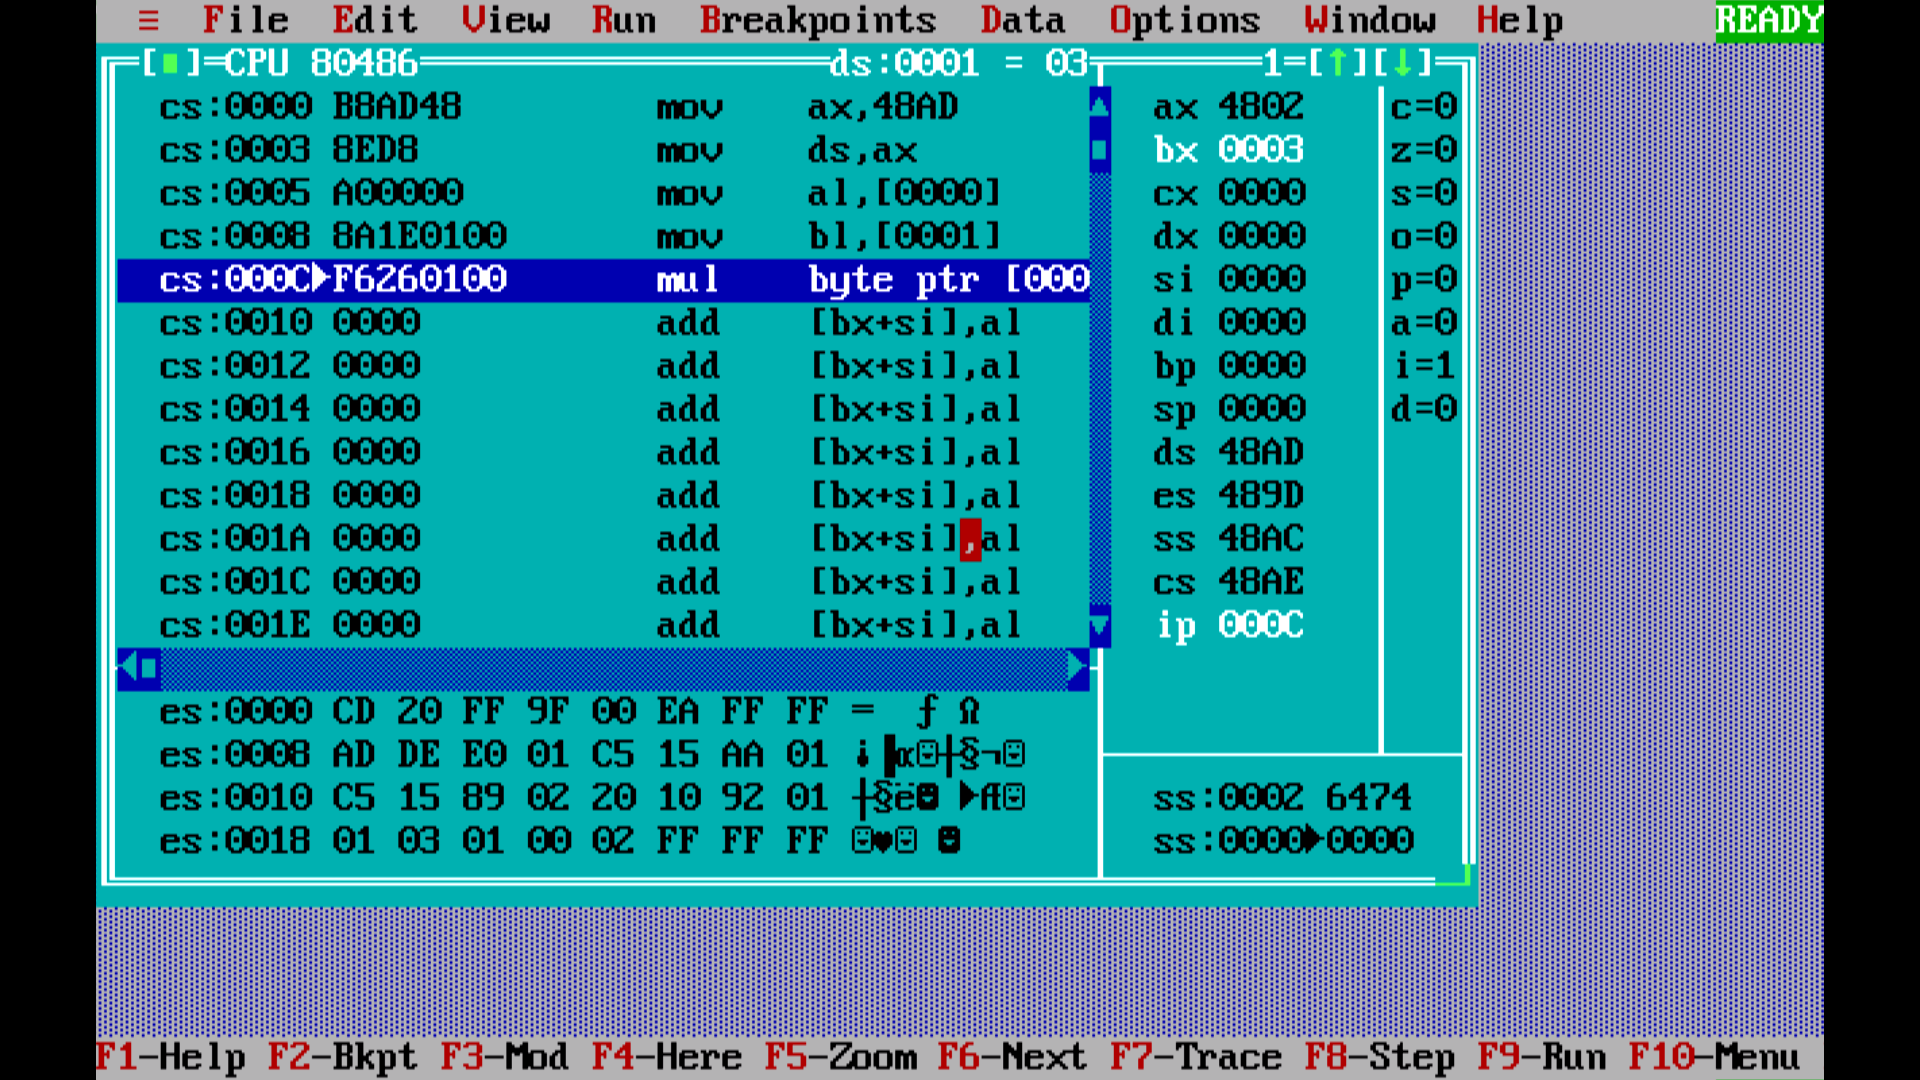 ≡ File Edit View Run Breakpoints Data Options Window Help READY
[■]=CPU 80486 ds:0001 = 03 1=[↑][↓]
cs:0000 B8AD48 mov ax,48AD ax 4802 c=0
cs:0003 8ED8 mov ds,ax bx 0003 z=0
cs:0005 A00000 mov al,[0000] cx 0000 s=0
cs:0008 8A1E0100 mov bl,[0001] dx 0000 o=0
cs:000C►F6260100 mul byte ptr [000 si 0000 p=0
cs:0010 0000 add [bx+si],al di 0000 a=0
cs:0012 0000 add [bx+si],al bp 0000 i=1
cs:0014 0000 add [bx+si],al sp 0000 d=0
cs:0016 0000 add [bx+si],al ds 48AD
cs:0018 0000 add [bx+si],al es 489D
cs:001A 0000 add [bx+si],al ss 48AC
cs:001C 0000 add [bx+si],al cs 48AE
cs:001E 0000 add [bx+si],al ip 000C
es:0000 CD 20 FF 9F 00 EA FF FF = ƒ Ω
es:0008 AD DE E0 01 C5 15 AA 01 ¡▐α☺┼§¬☺
es:0010 C5 15 89 02 20 10 92 01 ┼§ë☻ ►Æ☺
es:0018 01 03 01 00 02 FF FF FF ☺♥☺ ☻
ss:0002 6474
ss:0000►0000
F1-Help F2-Bkpt F3-Mod F4-Here F5-Zoom F6-Next F7-Trace F8-Step F9-Run F10-Menu